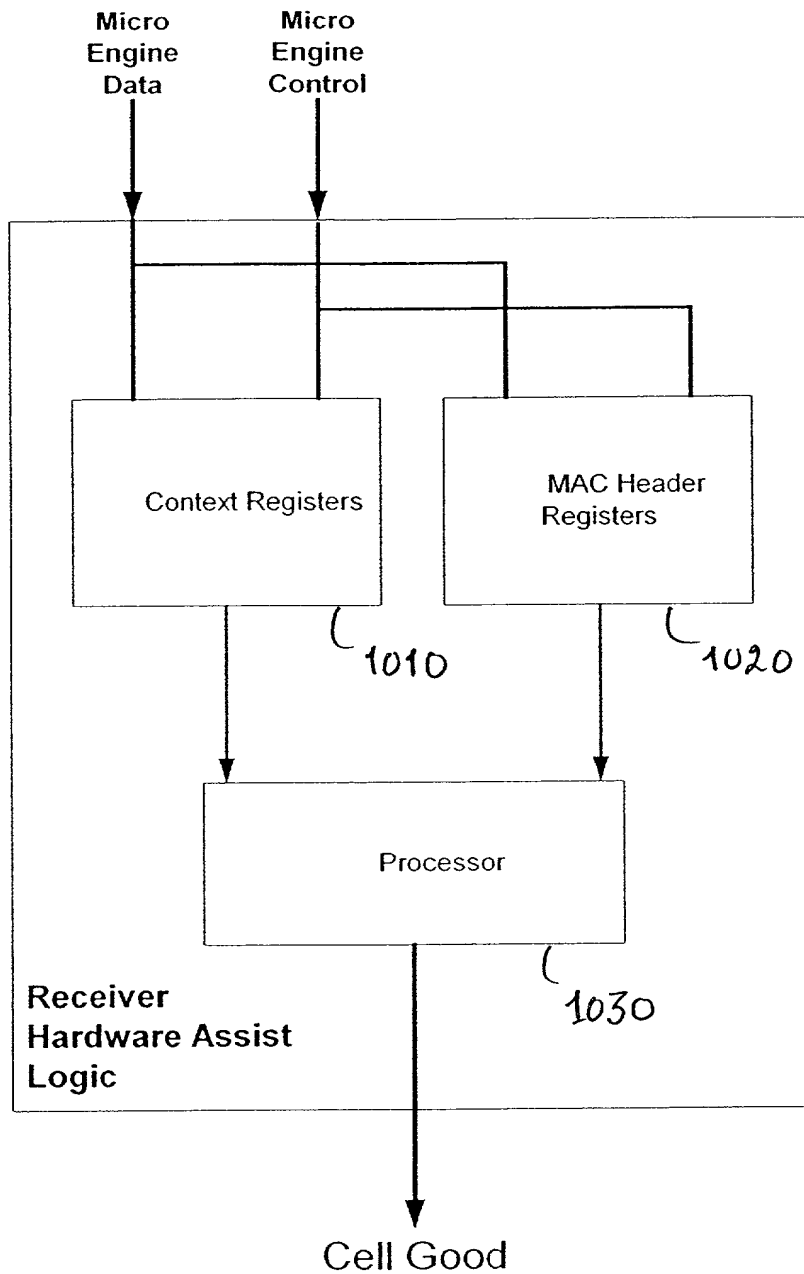 Micro
Engine
Data
Micro
Engine
Control
Context Registers
MAC Header
Registers
1010
1020
Processor
1030
Receiver
Hardware Assist
Logic
Cell Good